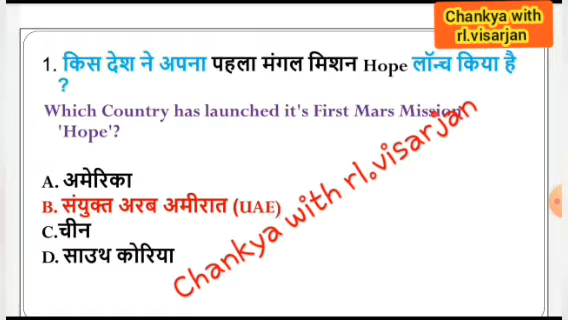 Chankya with
rl.visarjan
1. किस देश ने अपना पहला मंगल मिशन Hope लॉन्च किया है
?
Which Country has launched it's First Mars Mission
'Hope'?
A. अमेरिका
B. संयुक्त अरब अमीरात (UAE)
C.चीन
D. साउथ कोरिया
Chankya with rl.visarjan